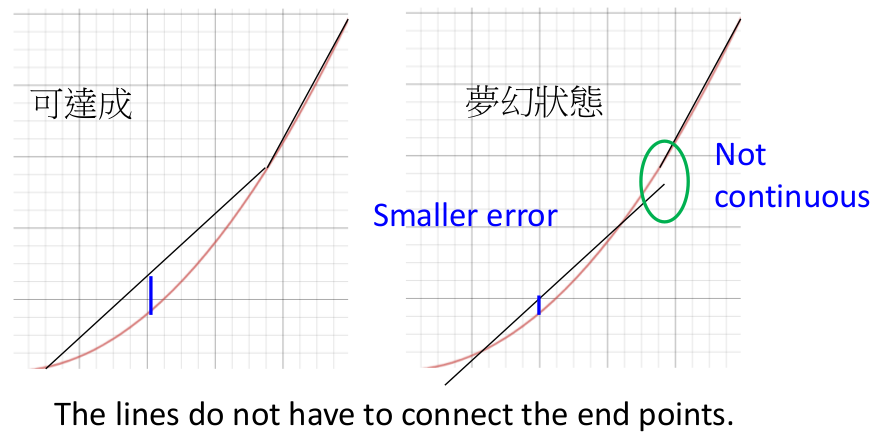 可達成
夢幻狀態
Not
continuous
Smaller error
The lines do not have to connect the end points.